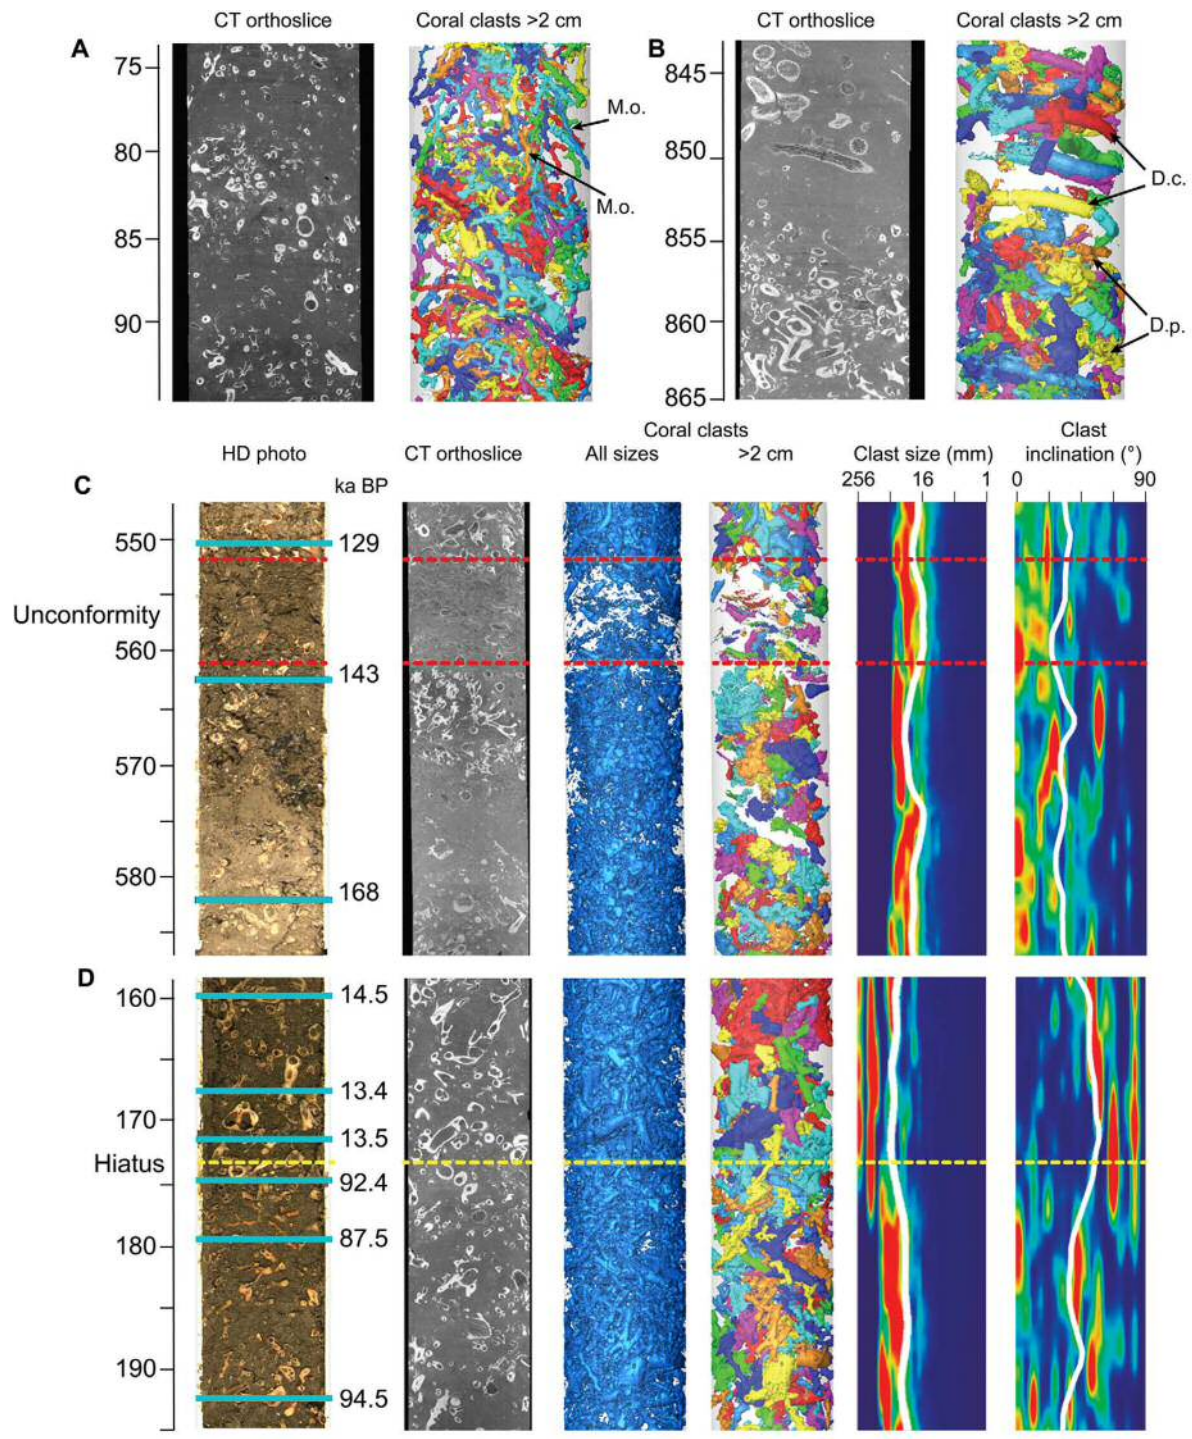 CT orthoslice
Coral clasts >2 cm
CT orthoslice
Coral clasts >2 cm
A
75
80
85
90
M.o.
M.o.
B
845
850
855
860
865
D.c.
D.p.
Coral clasts
Clast
HD photo
CT orthoslice
All sizes
>2 cm
Clast size (mm)
inclination (°)
C
ka BP
256
16
1
0
90
550
129
Unconformity
560
143
570
580
168
D
160
14.5
13.4
170
13.5
Hiatus
92.4
180
87.5
190
94.5